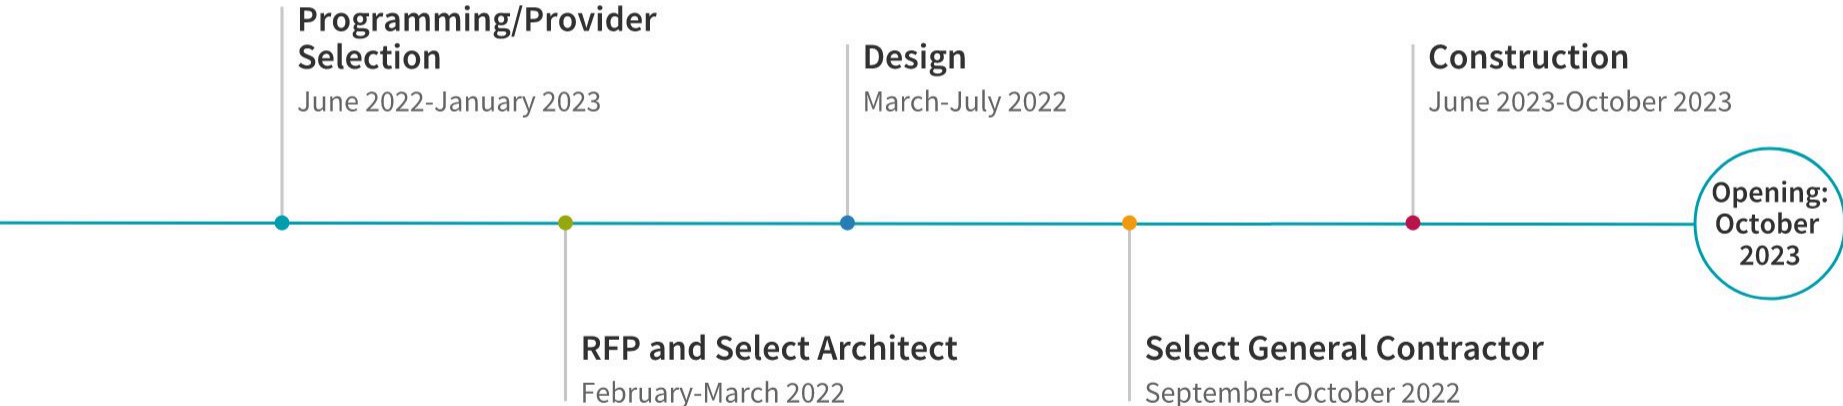 Programming/Provider
Selection
June 2022-January 2023
Design
March-July 2022
Construction
June 2023-October 2023
Opening:
October
2023
RFP and Select Architect
February-March 2022
Select General Contractor
September-October 2022